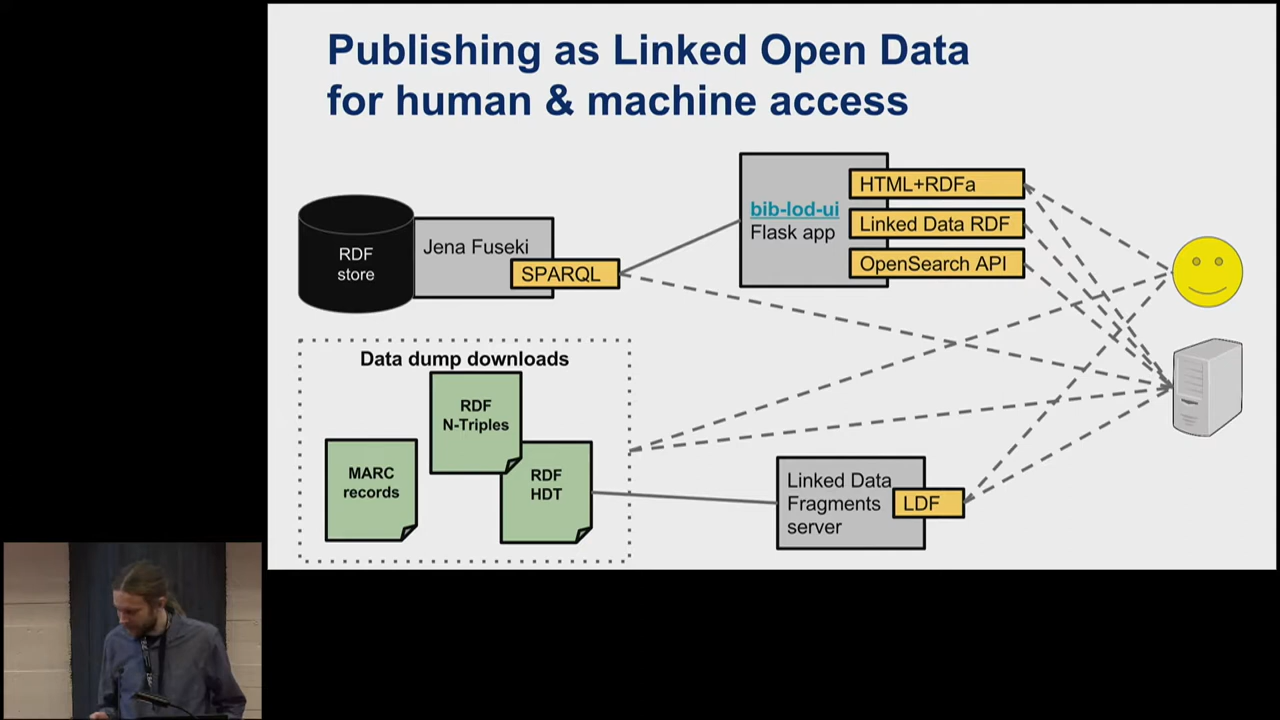 Publishing as Linked Open Data
for human & machine access
RDF
store
Jena Fuseki
SPARQL
bib-lod-ui
Flask app
HTML+RDFa
Linked Data RDF
OpenSearch API
Data dump downloads
RDF
N-Triples
MARC
records
RDF
HDT
Linked Data
Fragments
server
LDF